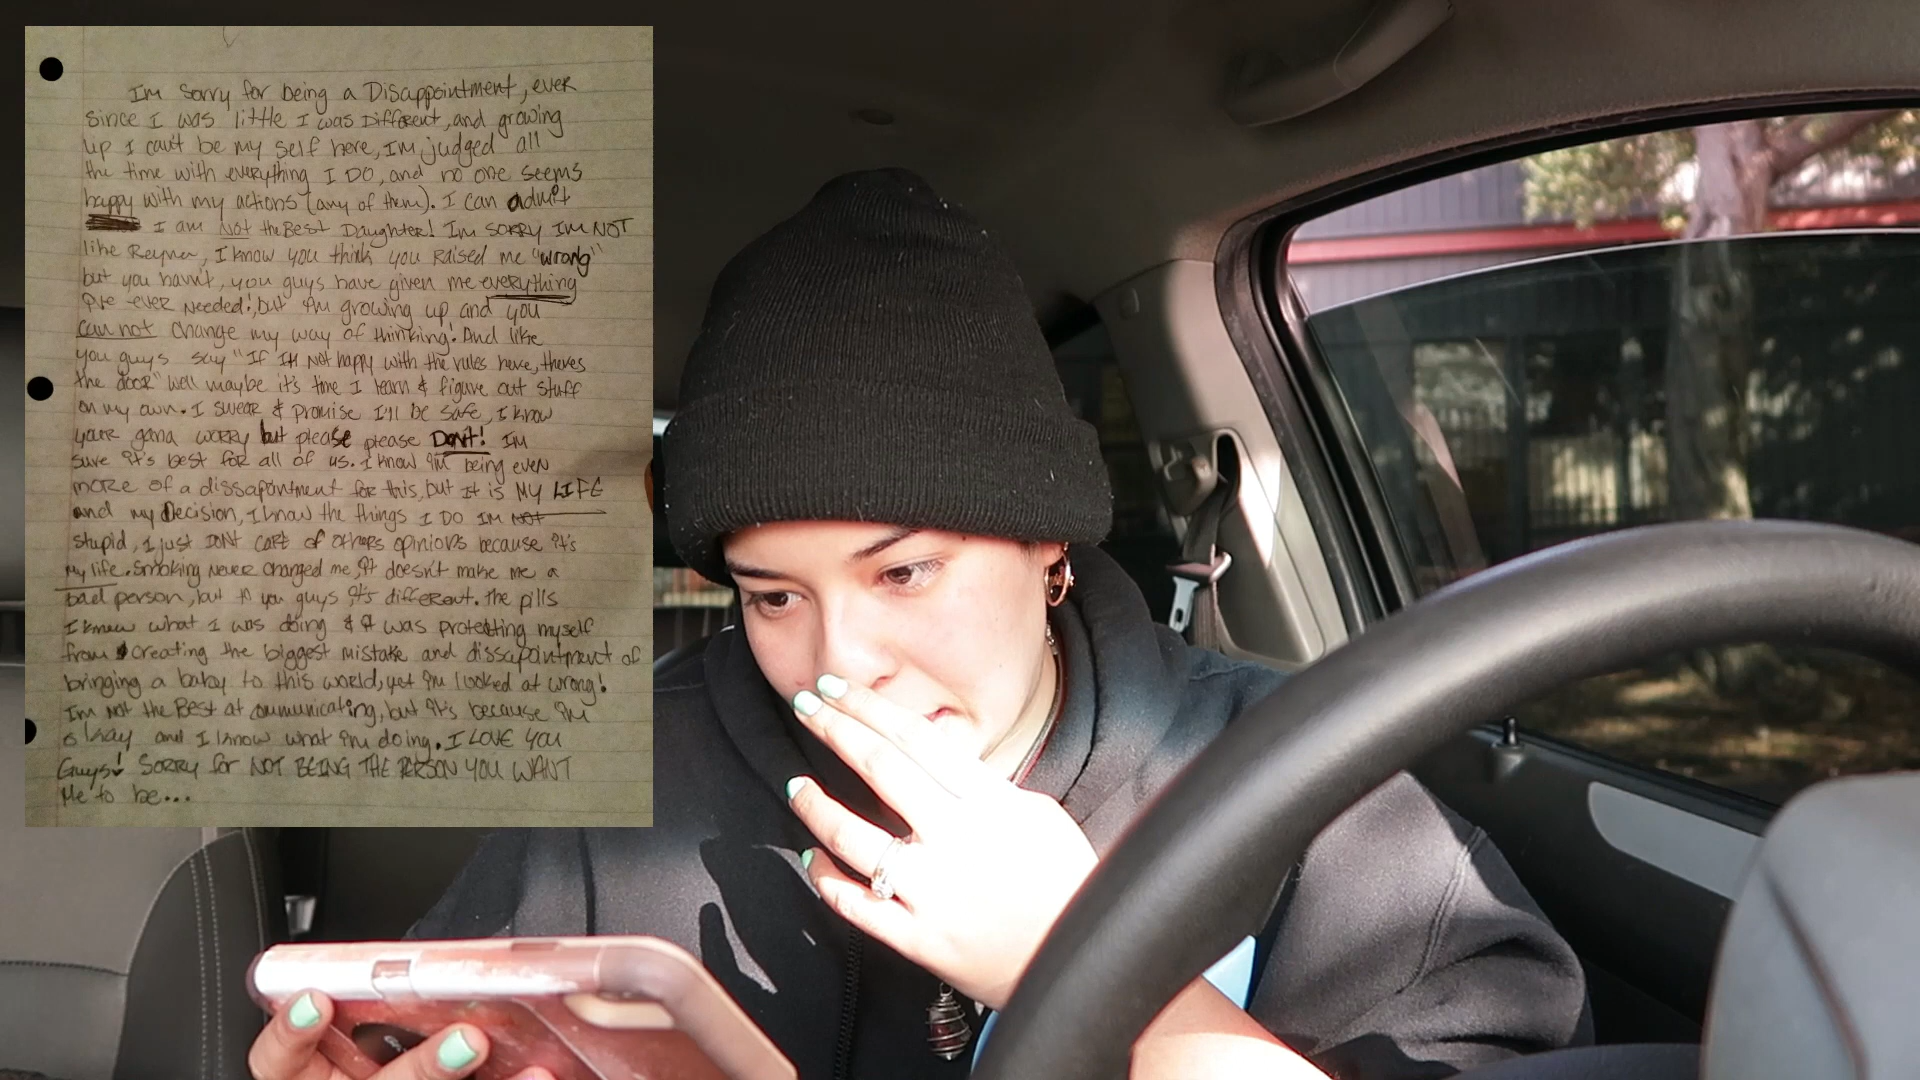 Im sorry for being a Disappointment, ever
since I was little I was Different, and growing
up I can't be my self here, Im judged all
the time with everything I DO, and no one seems
happy with my actions (any of them). I can admit
I am Not the Best Daughter! Im SORRY IM NOT
like Reyner, I know you think you Raised me "wrong"
but you havn't, you guys have given me everything
I've ever needed! but Im growing up and you
can not change my way of thinking! And like
you guys say "If IM Not happy with the rules here, theres
the door" well maybe it's time I learn & figure out stuff
on my own. I swear & promise I'll be safe, I know
your gana worry but please please DONT! IM
sure it's best for all of us. I know IM being even
more of a dissapointment for this, but It is MY LIFE
and my Decision, I know the things I DO IM NOT
stupid, I just DONT CARE of others opinions because it's
my life. Smoking never changed me, It doesn't make me a
bad person, but to you guys it's different. The pills
I knew what I was doing & I was protecting myself
from creating the biggest mistake and dissapointment of
bringing a baby to this world, yet Im looked at wrong!
Im not the Best at communicating, but it's because Im
okay and I know what Im doing. I LOVE YOU
Guys! SORRY for NOT BEING THE PERSON YOU WANT
Me to be...